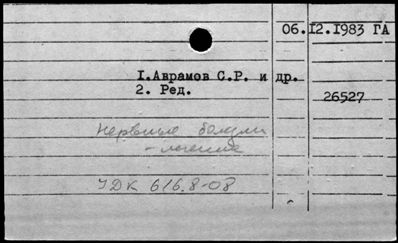 06.12.1983 ГА
1.Аврамов С.Р. и др.
2. Ред.
26527
Нервные болезни
- лечение
УДК 616.8-08